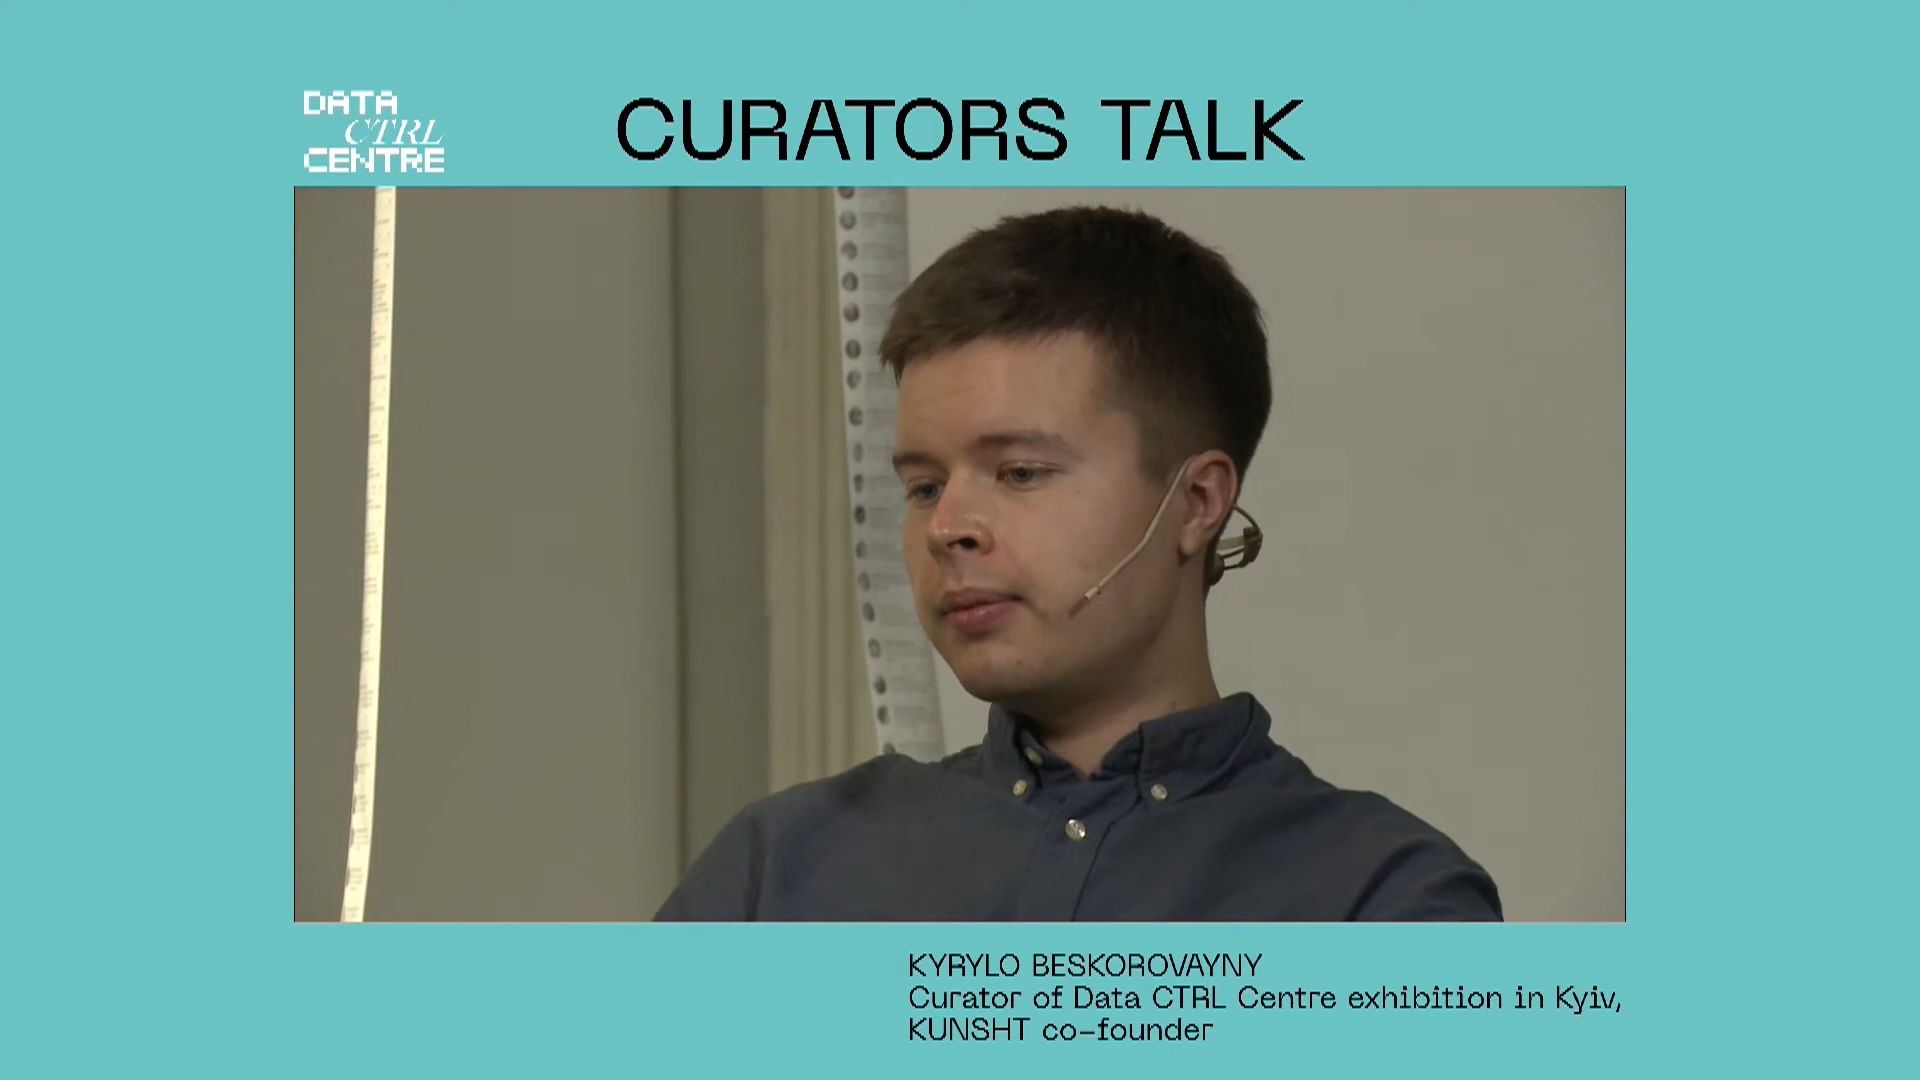 DATA
CTRL
CENTRE
CURATORS TALK
KYRYLO BESKOROVAYNY
Curator of Data CTRL Centre exhibition in Kyiv,
KUNSHT co-founder